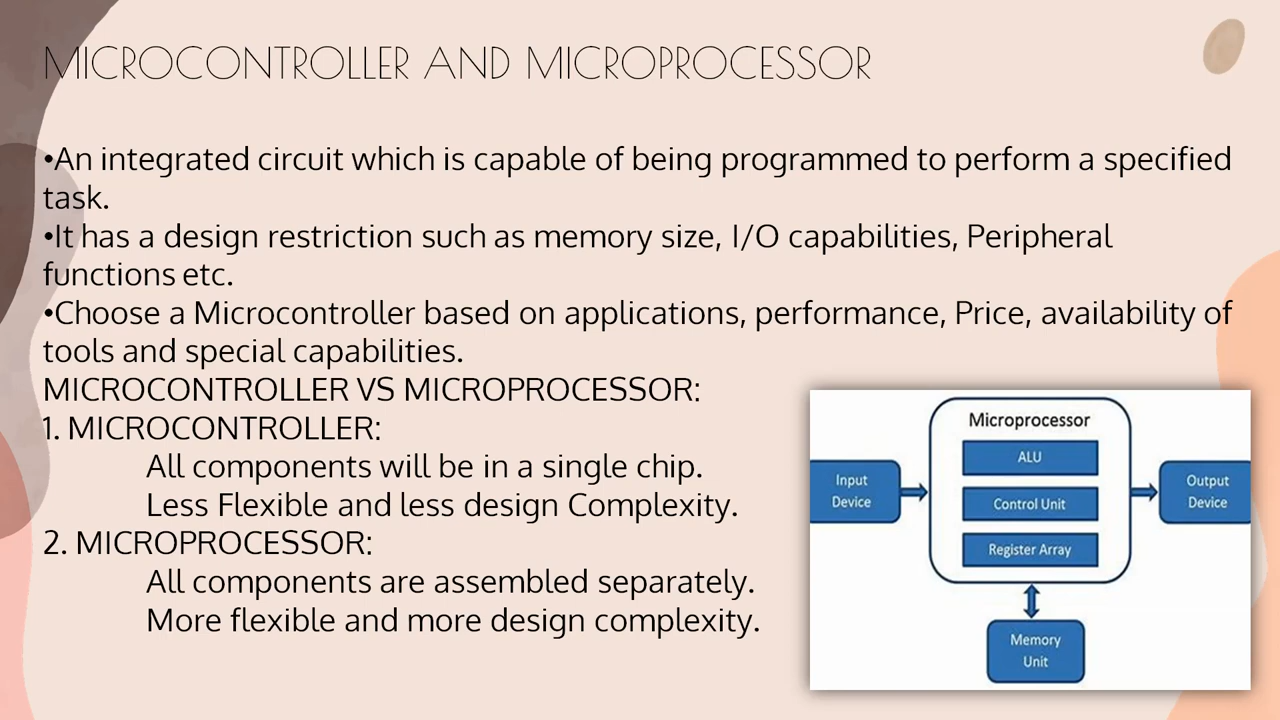 MICROCONTROLLER AND MICROPROCESSOR
•An integrated circuit which is capable of being programmed to perform a specified
task.
•It has a design restriction such as memory size, I/O capabilities, Peripheral
functions etc.
•Choose a Microcontroller based on applications, performance, Price, availability of
tools and special capabilities.
MICROCONTROLLER VS MICROPROCESSOR:
1. MICROCONTROLLER:
All components will be in a single chip.
Less Flexible and less design Complexity.
2. MICROPROCESSOR:
All components are assembled separately.
More flexible and more design complexity.
Microprocessor
ALU
Control Unit
Register Array
Input
Device
Output
Device
Memory
Unit